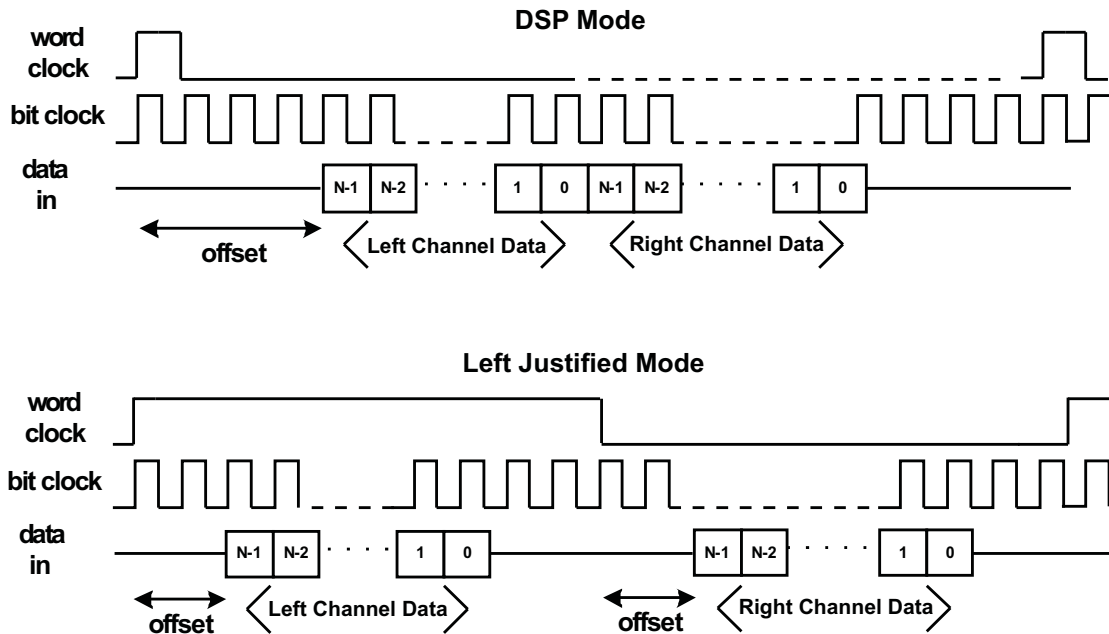 DSP Mode
word
clock
bit clock
data
in
N-1 N-2 . . . . . 1 0 N-1 N-2 . . . . . 1 0
offset
Left Channel Data
Right Channel Data
Left Justified Mode
word
clock
bit clock
data
in
N-1 N-2 . . . . . 1 0 N-1 N-2 . . . . . 1 0
offset
Left Channel Data
offset
Right Channel Data